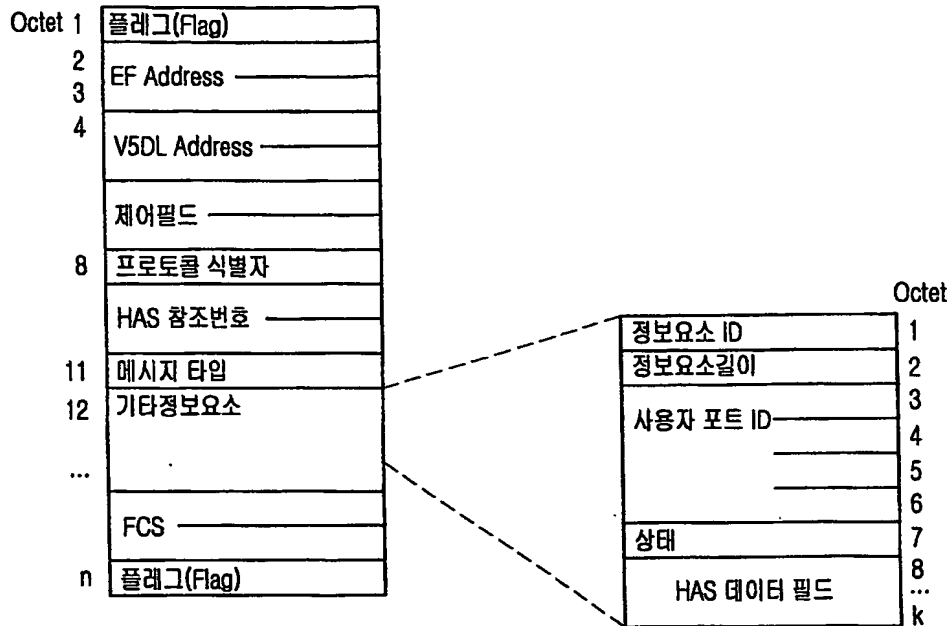 Octet 1 플래그(Flag)
2
3 EF Address
4
V5DL Address
제어필드
8 프로토콜 식별자
HAS 참조번호
11 메시지 타입
12 기타정보요소
...
FCS
n 플래그(Flag)
Octet
정보요소 ID 1
정보요소길이 2
3
사용자 포트 ID
4
5
6
상태 7
8
HAS 데이터 필드 ...
k